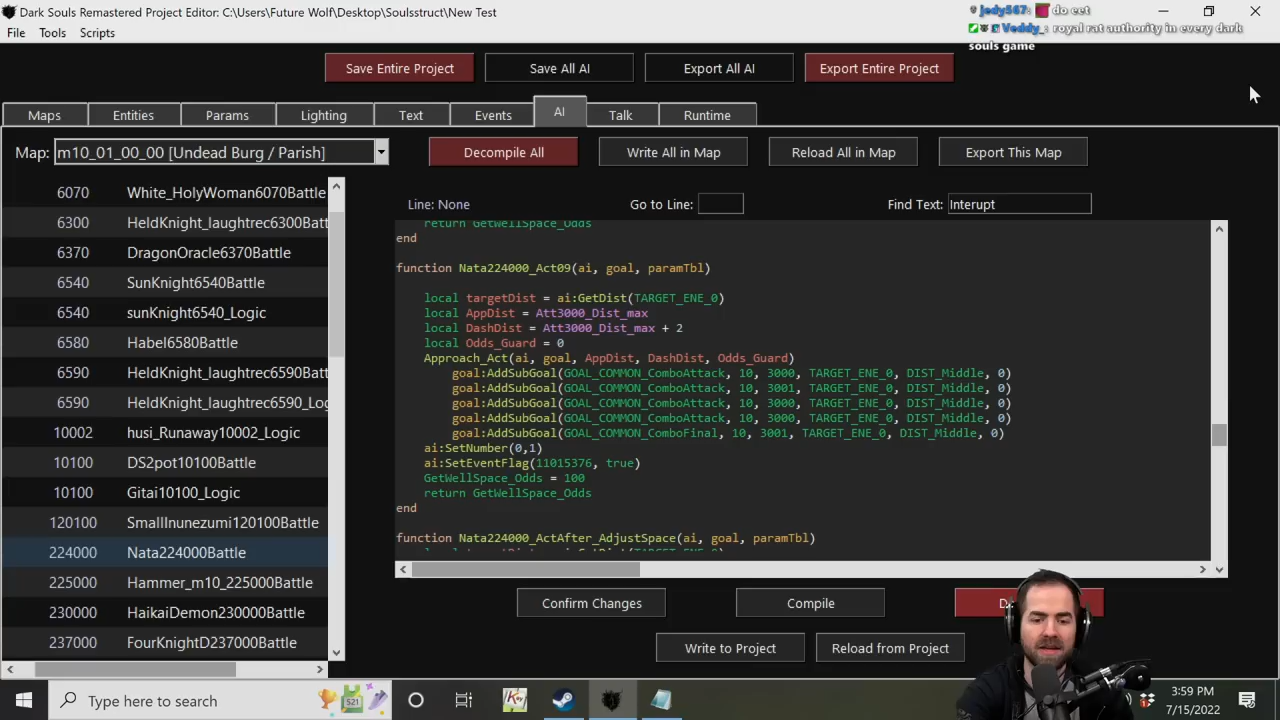 Dark Souls Remastered Project Editor: C:\Users\Future Wolf\Desktop\Soulsstruct\New Test
jedy567: do eet
Veddy_: royal rat authority in every dark
souls game
File Tools Scripts
Save Entire Project Save All AI Export All AI Export Entire Project
Maps Entities Params Lighting Text Events AI Talk Runtime
Map: m10_01_00_00 [Undead Burg / Parish] Decompile All Write All in Map Reload All in Map Export This Map
Line: None Go to Line: Find Text: Interupt
6070 White_HolyWoman6070Battle
6300 HeldKnight_laughtrec6300Batt
6370 DragonOracle6370Battle
6540 SunKnight6540Battle
6540 sunKnight6540_Logic
6580 Habel6580Battle
6590 HeldKnight_laughtrec6590Battle
6590 HeldKnight_laughtrec6590_Log
10002 husi_Runaway10002_Logic
10100 DS2pot10100Battle
10100 Gitai10100_Logic
120100 SmallInunezumi120100Battle
224000 Nata224000Battle
225000 Hammer_m10_225000Battle
230000 HaikaiDemon230000Battle
237000 FourKnightD237000Battle
return GetWellSpace_Odds
end
function Nata224000_Act09(ai, goal, paramTbl)
local targetDist = ai:GetDist(TARGET_ENE_0)
local AppDist = Att3000_Dist_max
local DashDist = Att3000_Dist_max + 2
local Odds_Guard = 0
Approach_Act(ai, goal, AppDist, DashDist, Odds_Guard)
goal:AddSubGoal(GOAL_COMMON_ComboAttack, 10, 3000, TARGET_ENE_0, DIST_Middle, 0)
goal:AddSubGoal(GOAL_COMMON_ComboAttack, 10, 3001, TARGET_ENE_0, DIST_Middle, 0)
goal:AddSubGoal(GOAL_COMMON_ComboAttack, 10, 3000, TARGET_ENE_0, DIST_Middle, 0)
goal:AddSubGoal(GOAL_COMMON_ComboAttack, 10, 3000, TARGET_ENE_0, DIST_Middle, 0)
goal:AddSubGoal(GOAL_COMMON_ComboFinal, 10, 3001, TARGET_ENE_0, DIST_Middle, 0)
ai:SetNumber(0,1)
ai:SetEventFlag(11015376, true)
GetWellSpace_Odds = 100
return GetWellSpace_Odds
end
function Nata224000_ActAfter_AdjustSpace(ai, goal, paramTbl)
Confirm Changes Compile
Write to Project Reload from Project
Type here to search
3:59 PM
7/15/2022